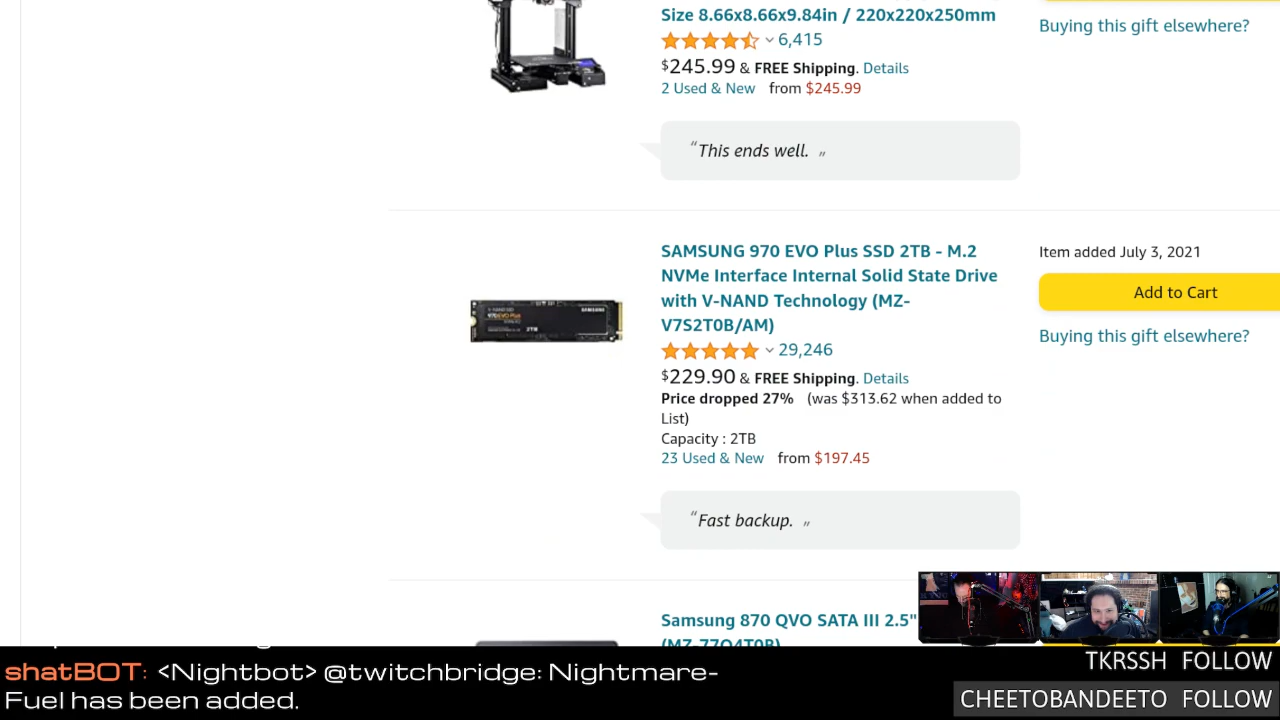 Size 8.66x8.66x9.84in / 220x220x250mm
6,415
$245.99 & FREE Shipping. Details
2 Used & New from $245.99
Buying this gift elsewhere?
“This ends well. ”
SAMSUNG 970 EVO Plus SSD 2TB - M.2
NVMe Interface Internal Solid State Drive
with V-NAND Technology (MZ-
V7S2T0B/AM)
29,246
$229.90 & FREE Shipping. Details
Price dropped 27% (was $313.62 when added to
List)
Capacity : 2TB
23 Used & New from $197.45
Item added July 3, 2021
Add to Cart
Buying this gift elsewhere?
SAMSUNG
2TB
“Fast backup. ”
Samsung 870 QVO SATA III 2.5"
(MZ-77Q4T0B)
shatBOT: <Nightbot> @twitchbridge: Nightmare-
Fuel has been added.
TKRSSH FOLLOW
CHEETOBANDEETO FOLLOW